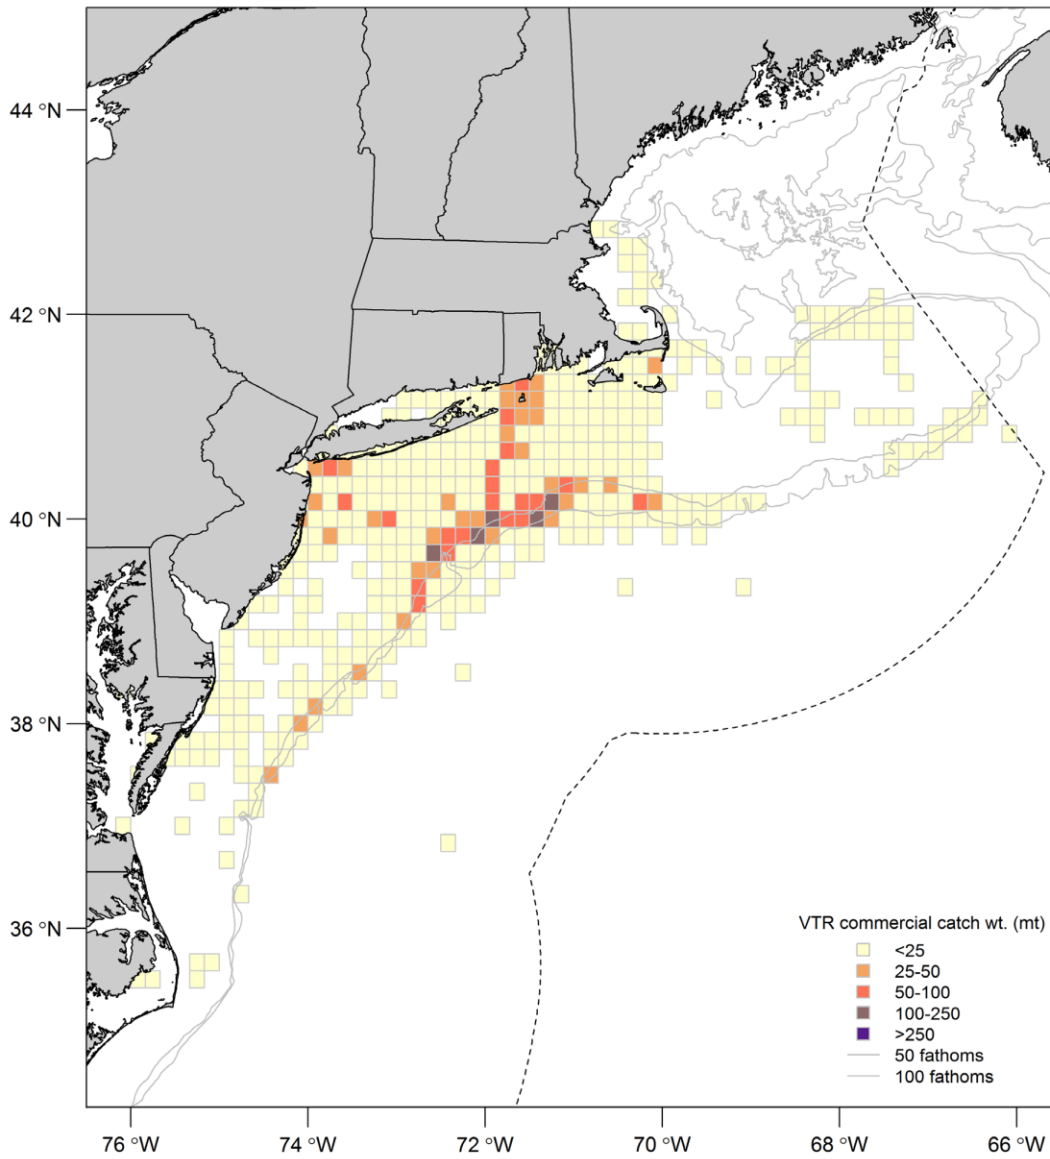 44 °N
42 °N
40 °N
38 °N
36 °N
VTR commercial catch wt. (mt)
<25
25-50
50-100
100-250
>250
50 fathoms
100 fathoms
76 °W
74 °W
72 °W
70 °W
68 °W
66 °W